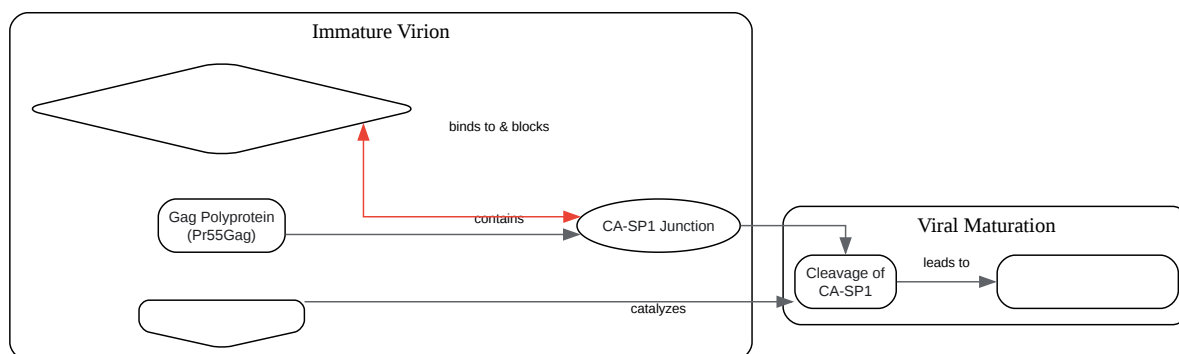 Immature Virion
binds to & blocks
Gag Polyprotein
(Pr55Gag)
contains
CA-SP1 Junction
Viral Maturation
Cleavage of
CA-SP1
leads to
catalyzes